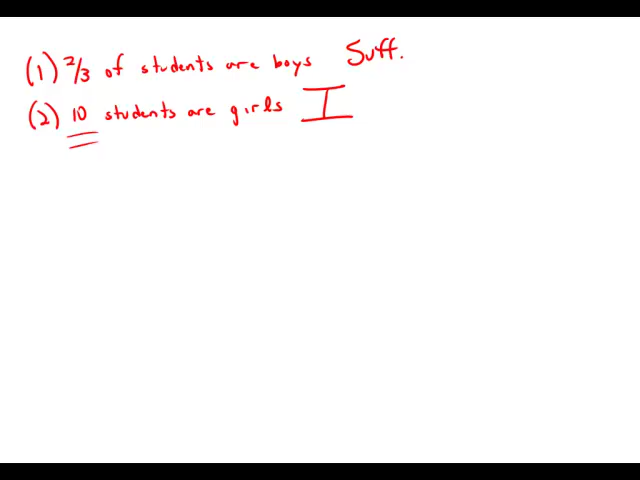 (1) 2/3 of students are boys Suff.
(2) 10 students are girls I